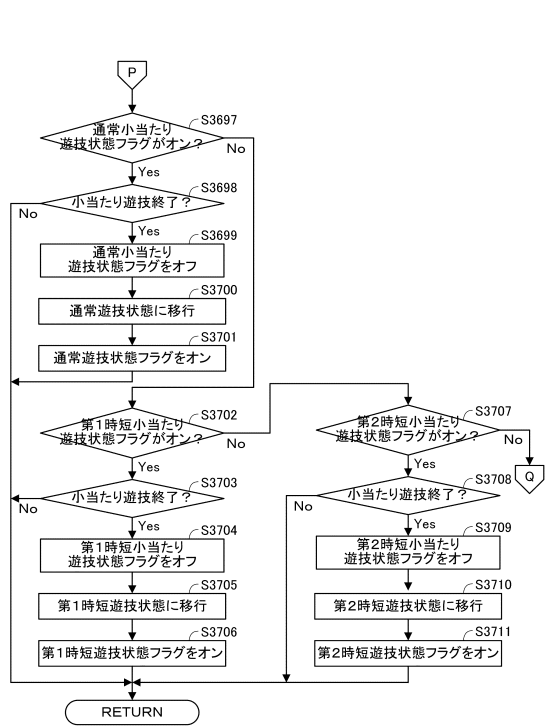 P
S3697
通常小当たり
遊技状態フラグがオン？
No
Yes
S3698
小当たり遊技終了？
No
Yes
S3699
通常小当たり
遊技状態フラグをオフ
S3700
通常遊技状態に移行
S3701
通常遊技状態フラグをオン
S3702
第1時短小当たり
遊技状態フラグがオン？
No
Yes
S3703
小当たり遊技終了？
No
Yes
S3704
第1時短小当たり
遊技状態フラグをオフ
S3705
第1時短遊技状態に移行
S3706
第1時短遊技状態フラグをオン
S3707
第2時短小当たり
遊技状態フラグがオン？
No
Q
Yes
S3708
小当たり遊技終了？
No
Yes
S3709
第2時短小当たり
遊技状態フラグをオフ
S3710
第2時短遊技状態に移行
S3711
第2時短遊技状態フラグをオン
RETURN